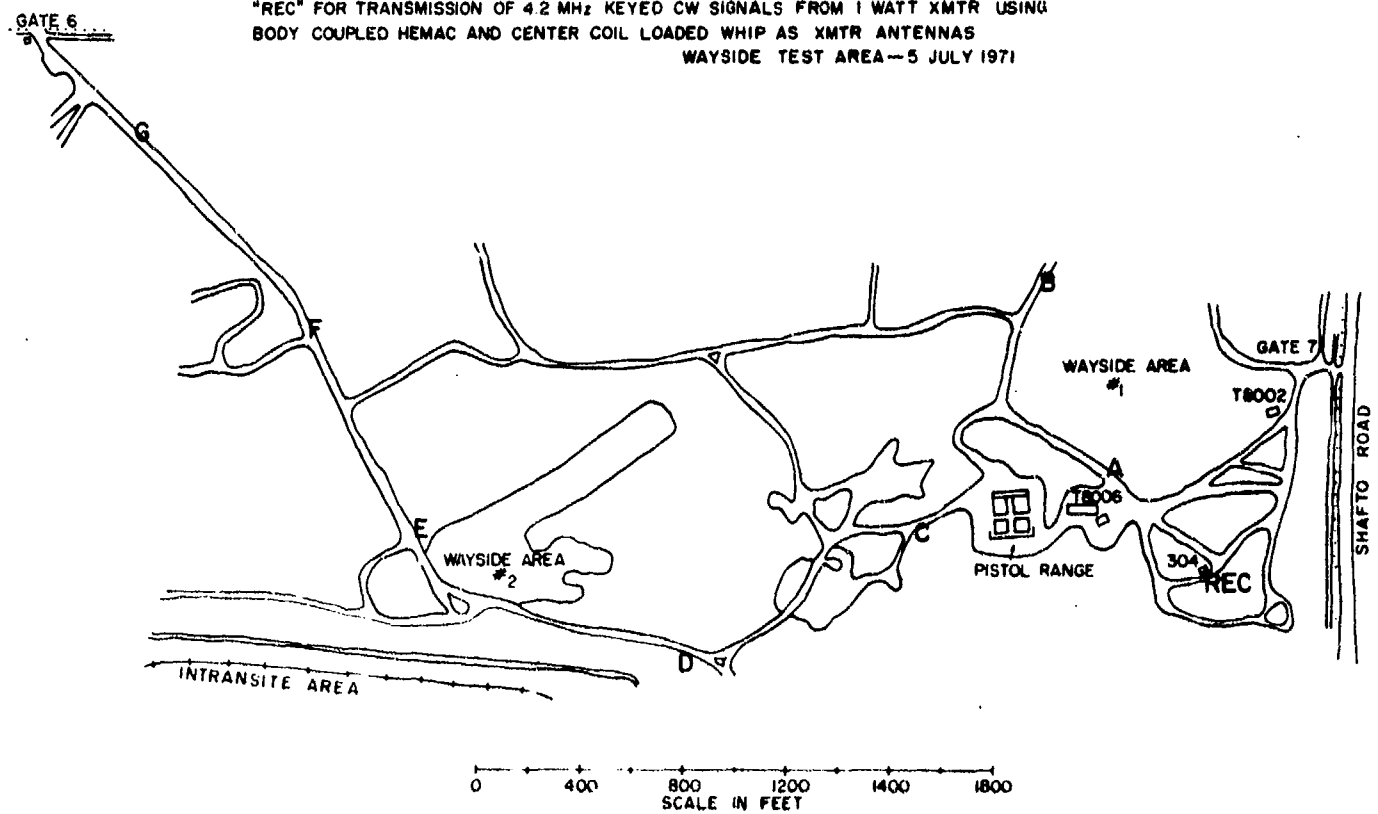 "REC" FOR TRANSMISSION OF 4.2 MHz KEYED CW SIGNALS FROM 1 WATT XMTR USING
BODY COUPLED HEMAC AND CENTER COIL LOADED WHIP AS XMTR ANTENNAS
WAYSIDE TEST AREA—5 JULY 1971
GATE 6
G
F
B
WAYSIDE AREA
#1
GATE 7
T8002
SHAFTO ROAD
A
T8006
E
C
WAYSIDE AREA
#2
PISTOL RANGE
304
REC
D
INTRANSITE AREA
0 400 800 1200 1400 1800
SCALE IN FEET